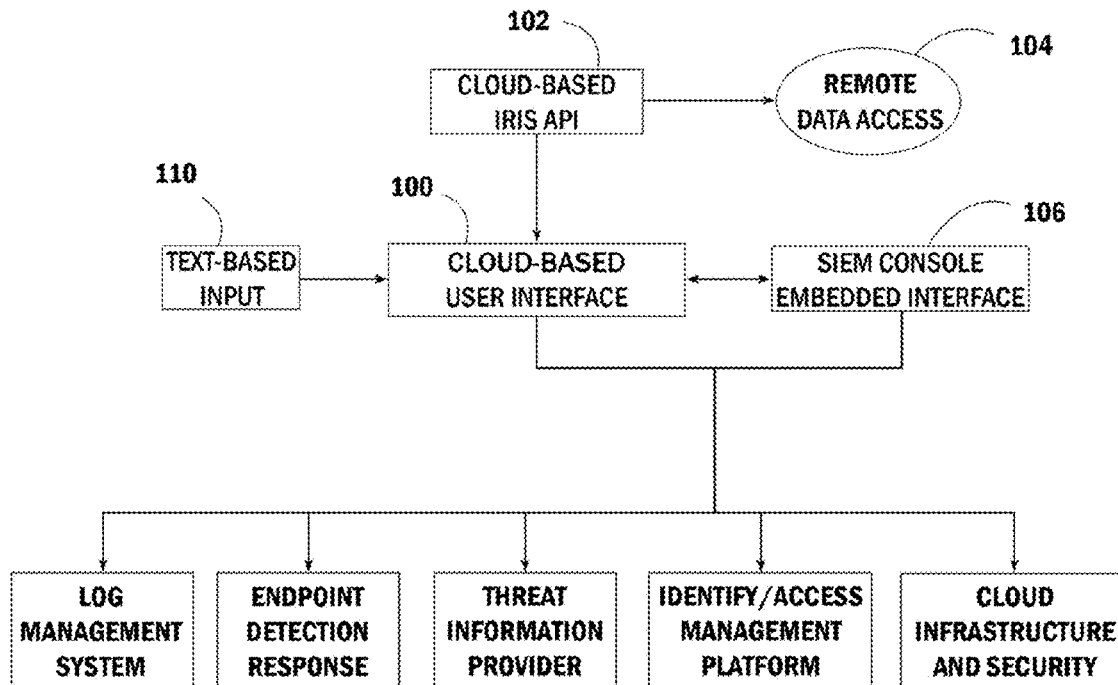 102
104
CLOUD-BASED
IRIS API
REMOTE
DATA ACCESS
110
100
106
TEXT-BASED
INPUT
CLOUD-BASED
USER INTERFACE
SIEM CONSOLE
EMBEDDED INTERFACE
LOG
MANAGEMENT
SYSTEM
ENDPOINT
DETECTION
RESPONSE
THREAT
INFORMATION
PROVIDER
IDENTIFY/ACCESS
MANAGEMENT
PLATFORM
CLOUD
INFRASTRUCTURE
AND SECURITY